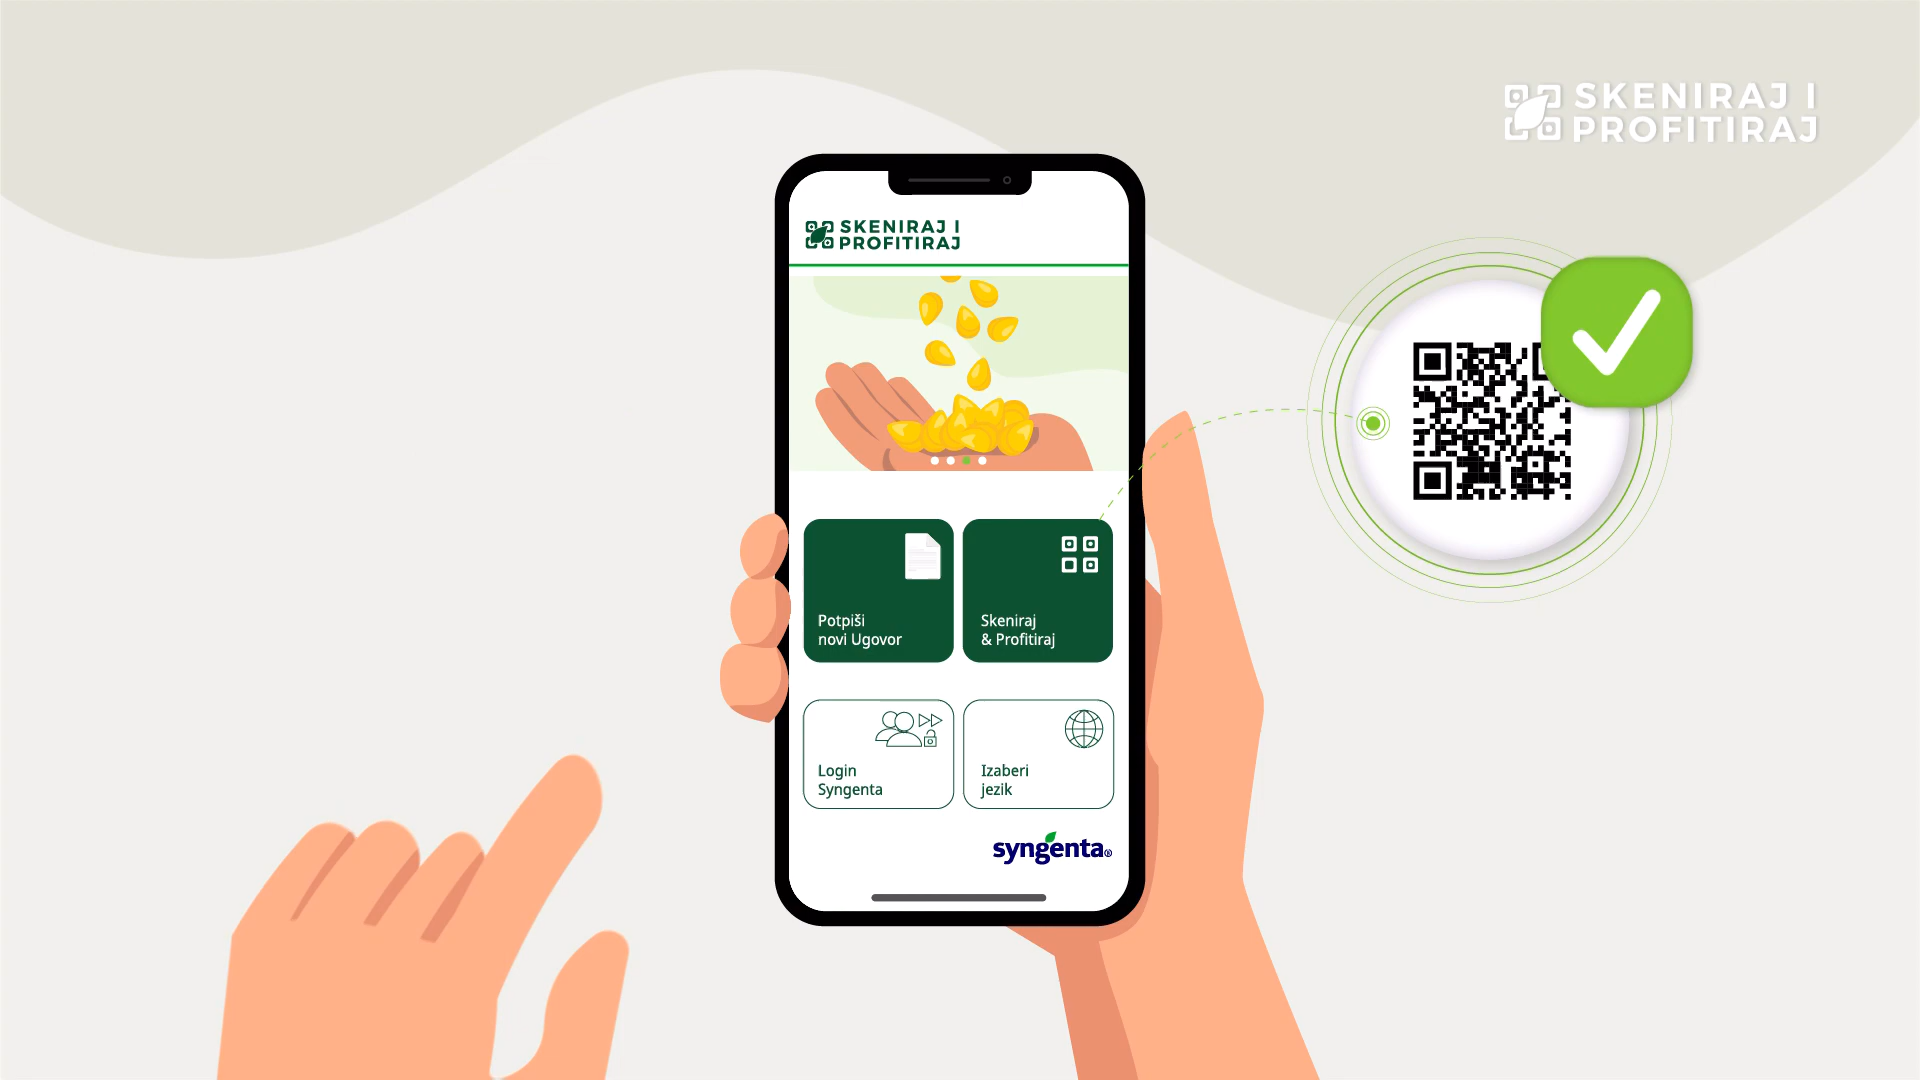 SKENIRAJ I
PROFITIRAJ
SKENIRAJ I
PROFITIRAJ
Potpiši
novi Ugovor
Skeniraj
& Profitiraj
Login
Syngenta
Izaberi
jezik
syngenta®